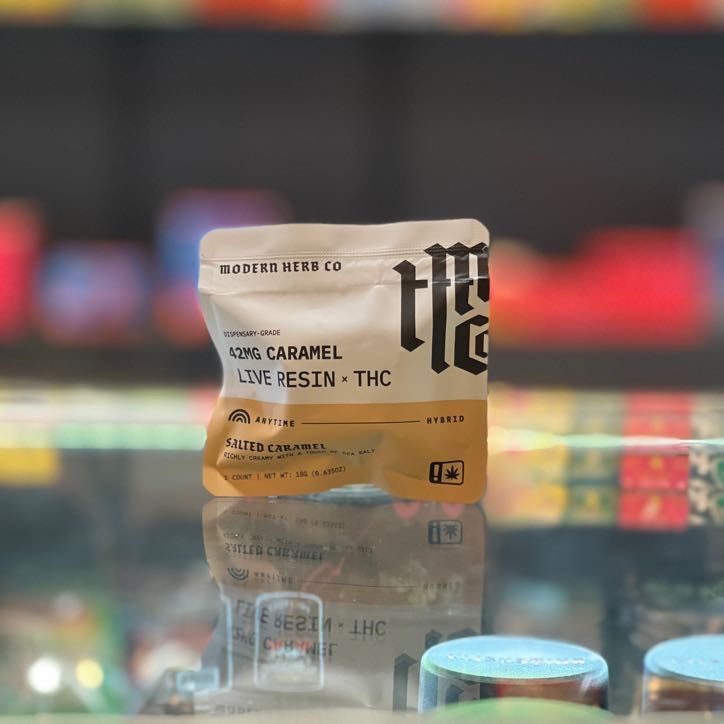 MODERN HERB CO
DISPENSARY-GRADE
42MG CARAMEL
LIVE RESIN × THC
ANYTIME
HYBRID
SALTED CARAMEL
RICHLY CREAMY WITH A TOUCH OF SEA SALT
1 COUNT | NET WT: 18G (0.635OZ)